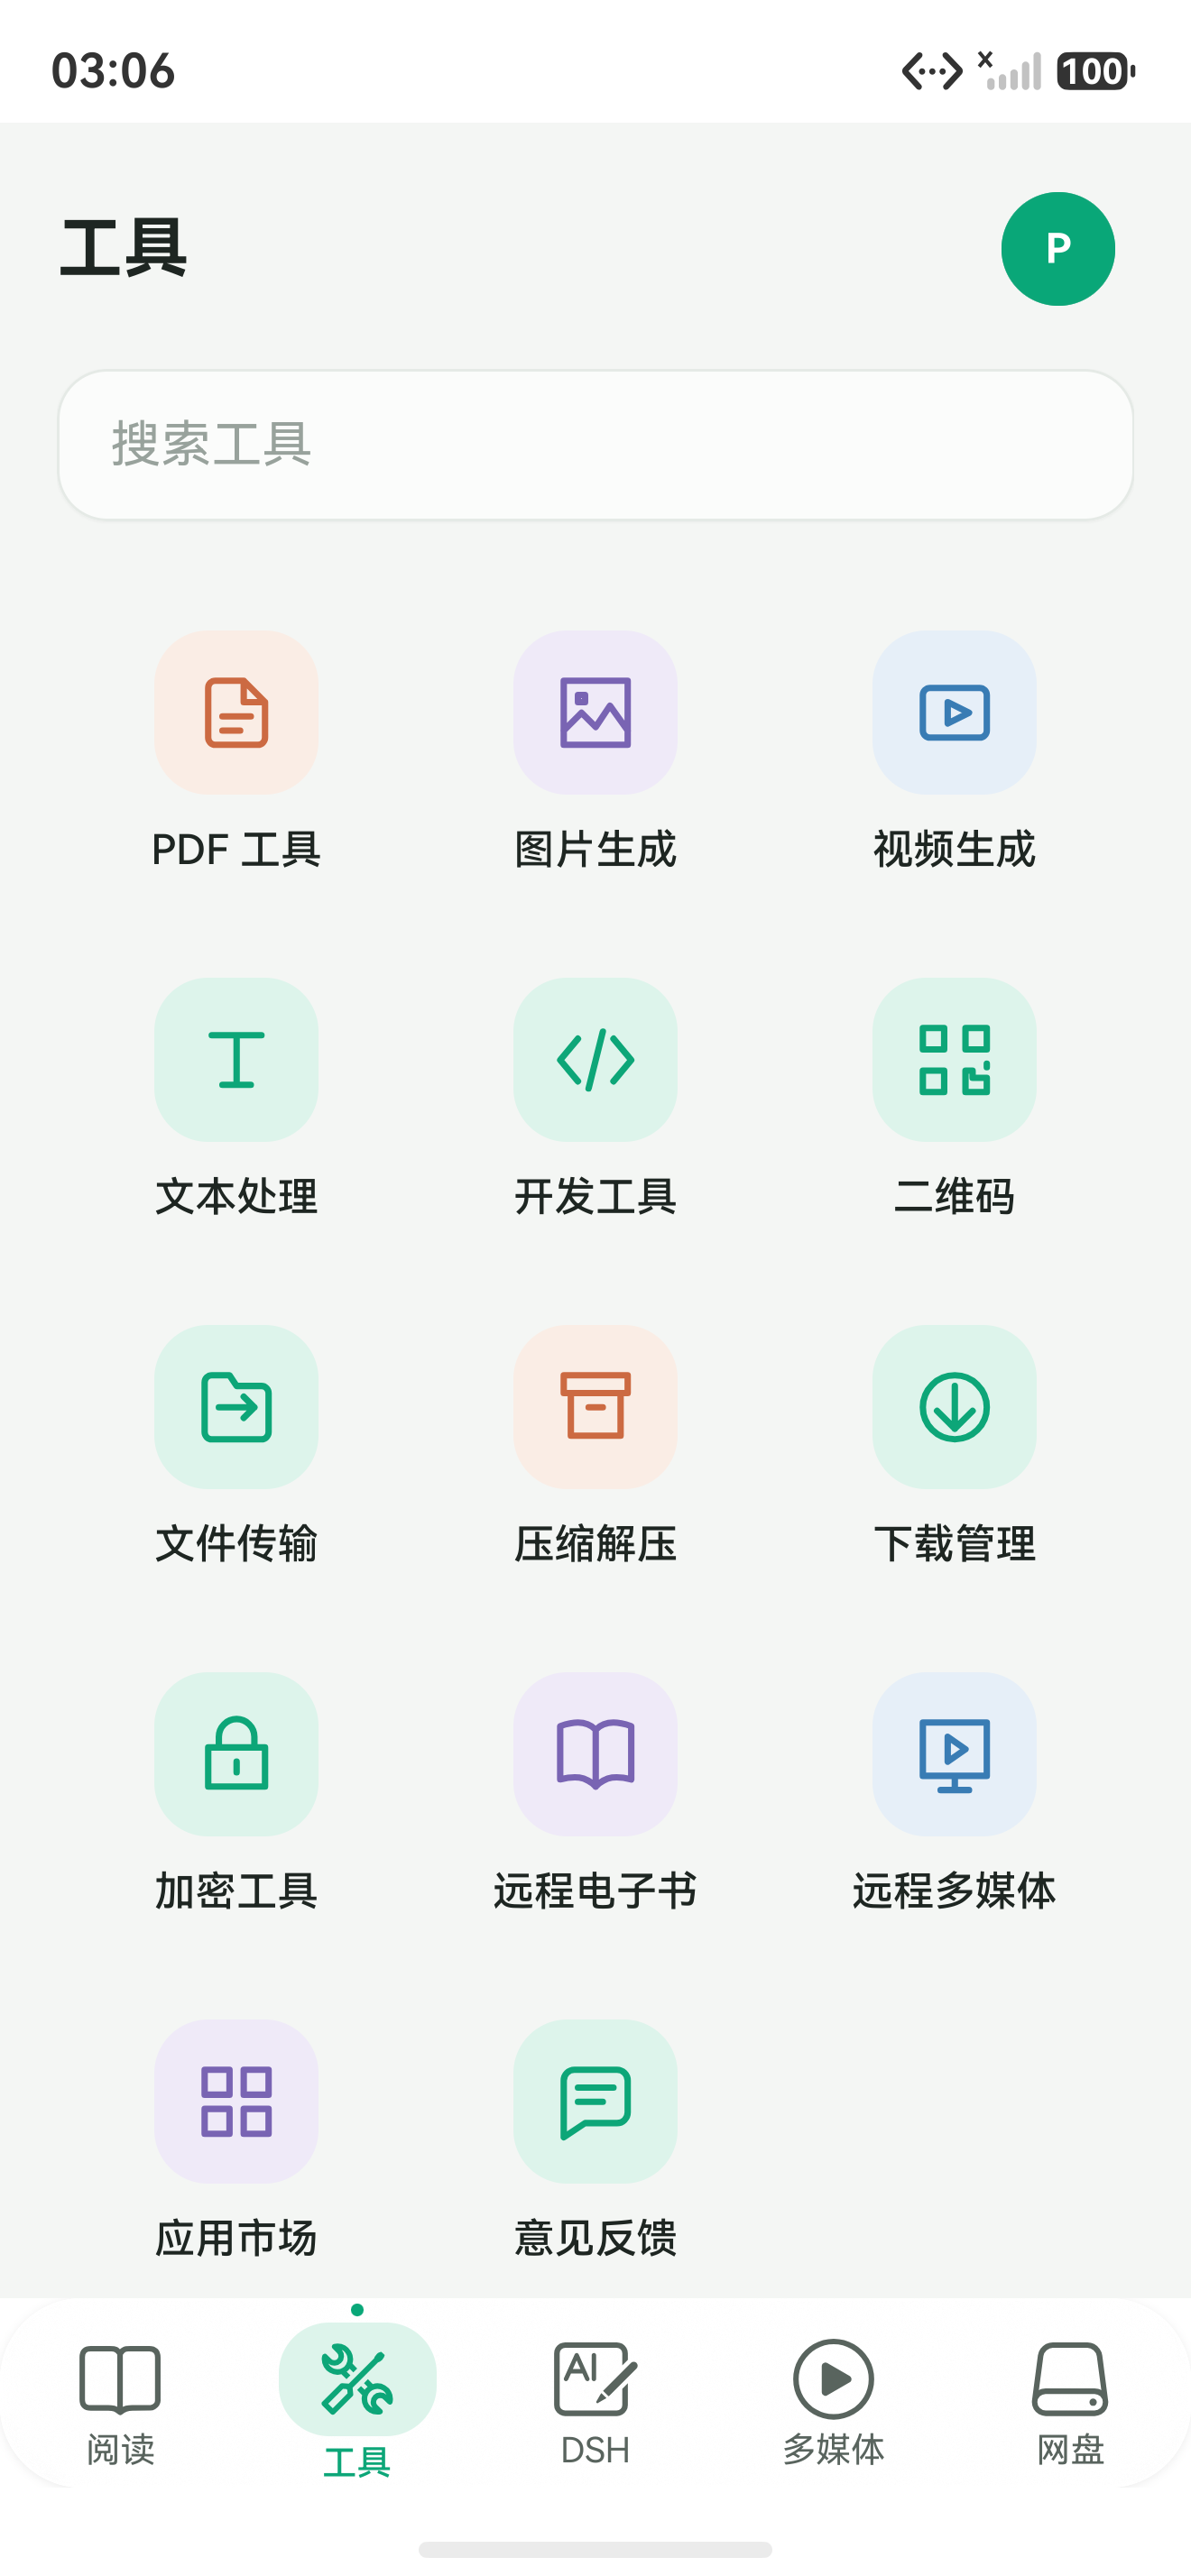 03:06
100
工具
P
搜索工具
PDF 工具
图片生成
视频生成
文本处理
开发工具
二维码
文件传输
压缩解压
下载管理
加密工具
远程电子书
远程多媒体
应用市场
意见反馈
阅读
工具
DSH
多媒体
网盘